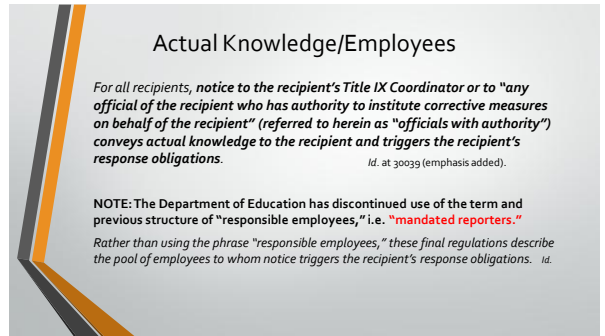 Actual Knowledge/Employees
For all recipients, notice to the recipient's Title IX Coordinator or to "any
official of the recipient who has authority to institute corrective measures
on behalf of the recipient" (referred to herein as "officials with authority")
conveys actual knowledge to the recipient and triggers the recipient's
response obligations. Id. at 30039 (emphasis added).
NOTE: The Department of Education has discontinued use of the term and
previous structure of "responsible employees," i.e. "mandated reporters."
Rather than using the phrase "responsible employees," these final regulations describe
the pool of employees to whom notice triggers the recipient's response obligations. Id.